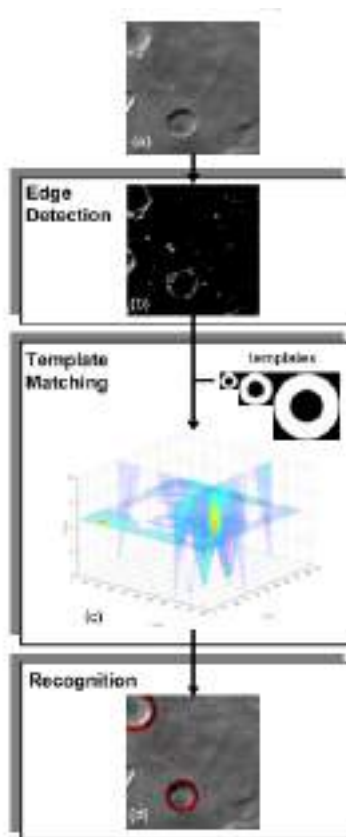 (a)
Edge
Detection
(b)
Template
Matching
templates
(c)
Recognition
(d)